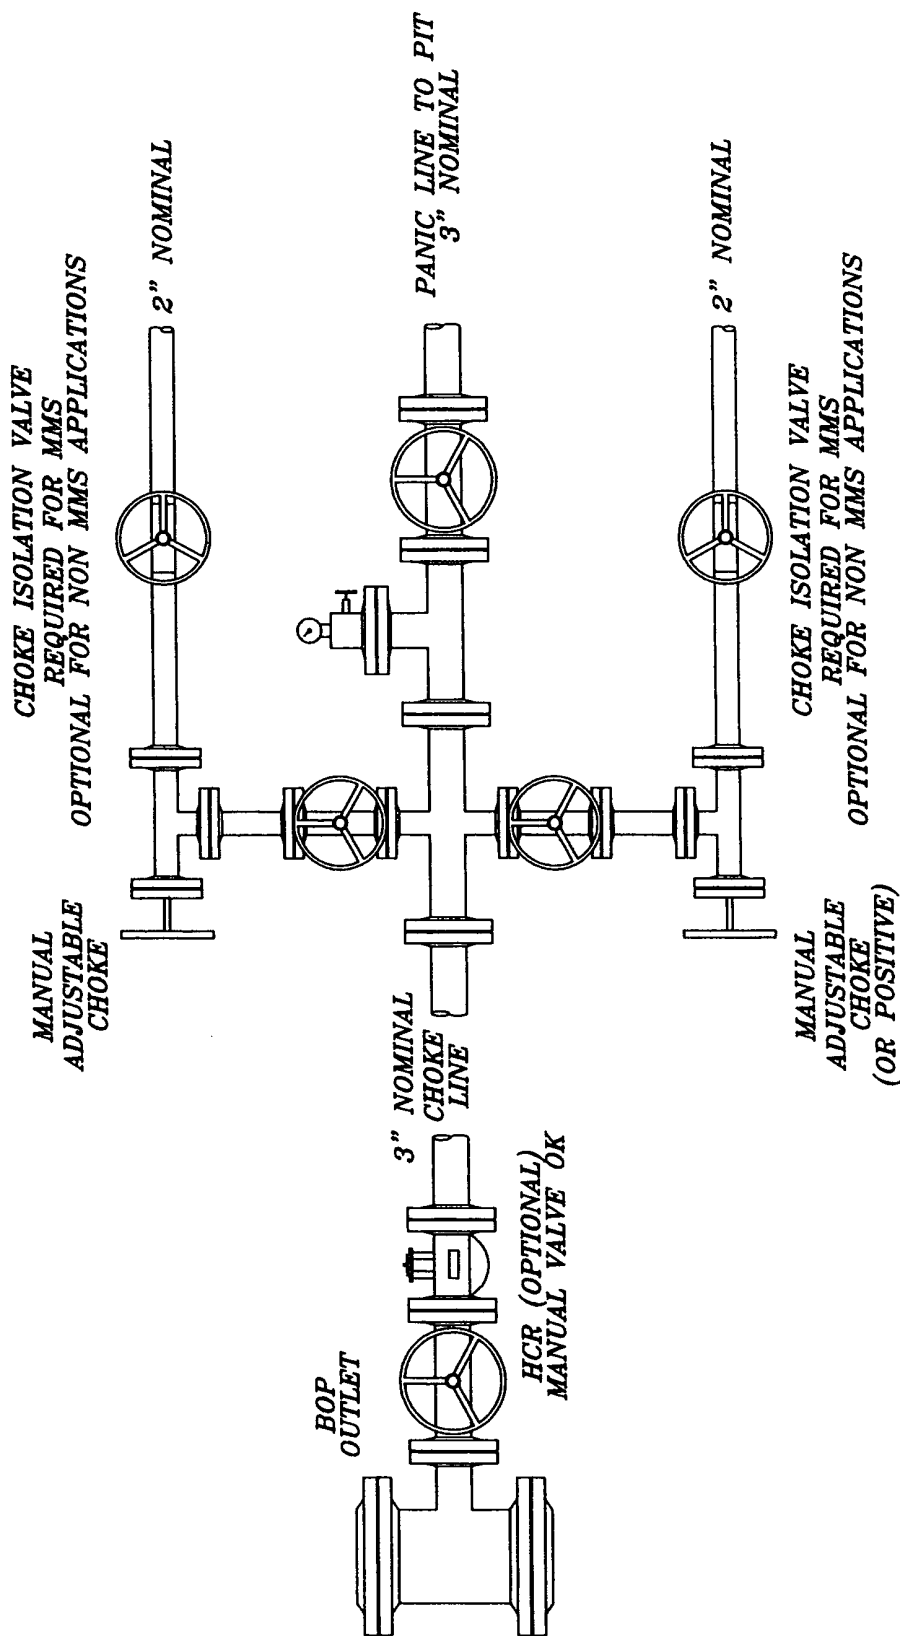 CHOKE ISOLATION VALVE
REQUIRED FOR MMS
OPTIONAL FOR NON MMS APPLICATIONS
2" NOMINAL
MANUAL
ADJUSTABLE
CHOKE
BOP
OUTLET
3" NOMINAL
CHOKE
LINE
PANIC LINE TO PIT
3" NOMINAL
HCR (OPTIONAL)
MANUAL VALVE OK
2" NOMINAL
MANUAL
ADJUSTABLE
CHOKE
(OR POSITIVE)
CHOKE ISOLATION VALVE
REQUIRED FOR MMS
OPTIONAL FOR NON MMS APPLICATIONS